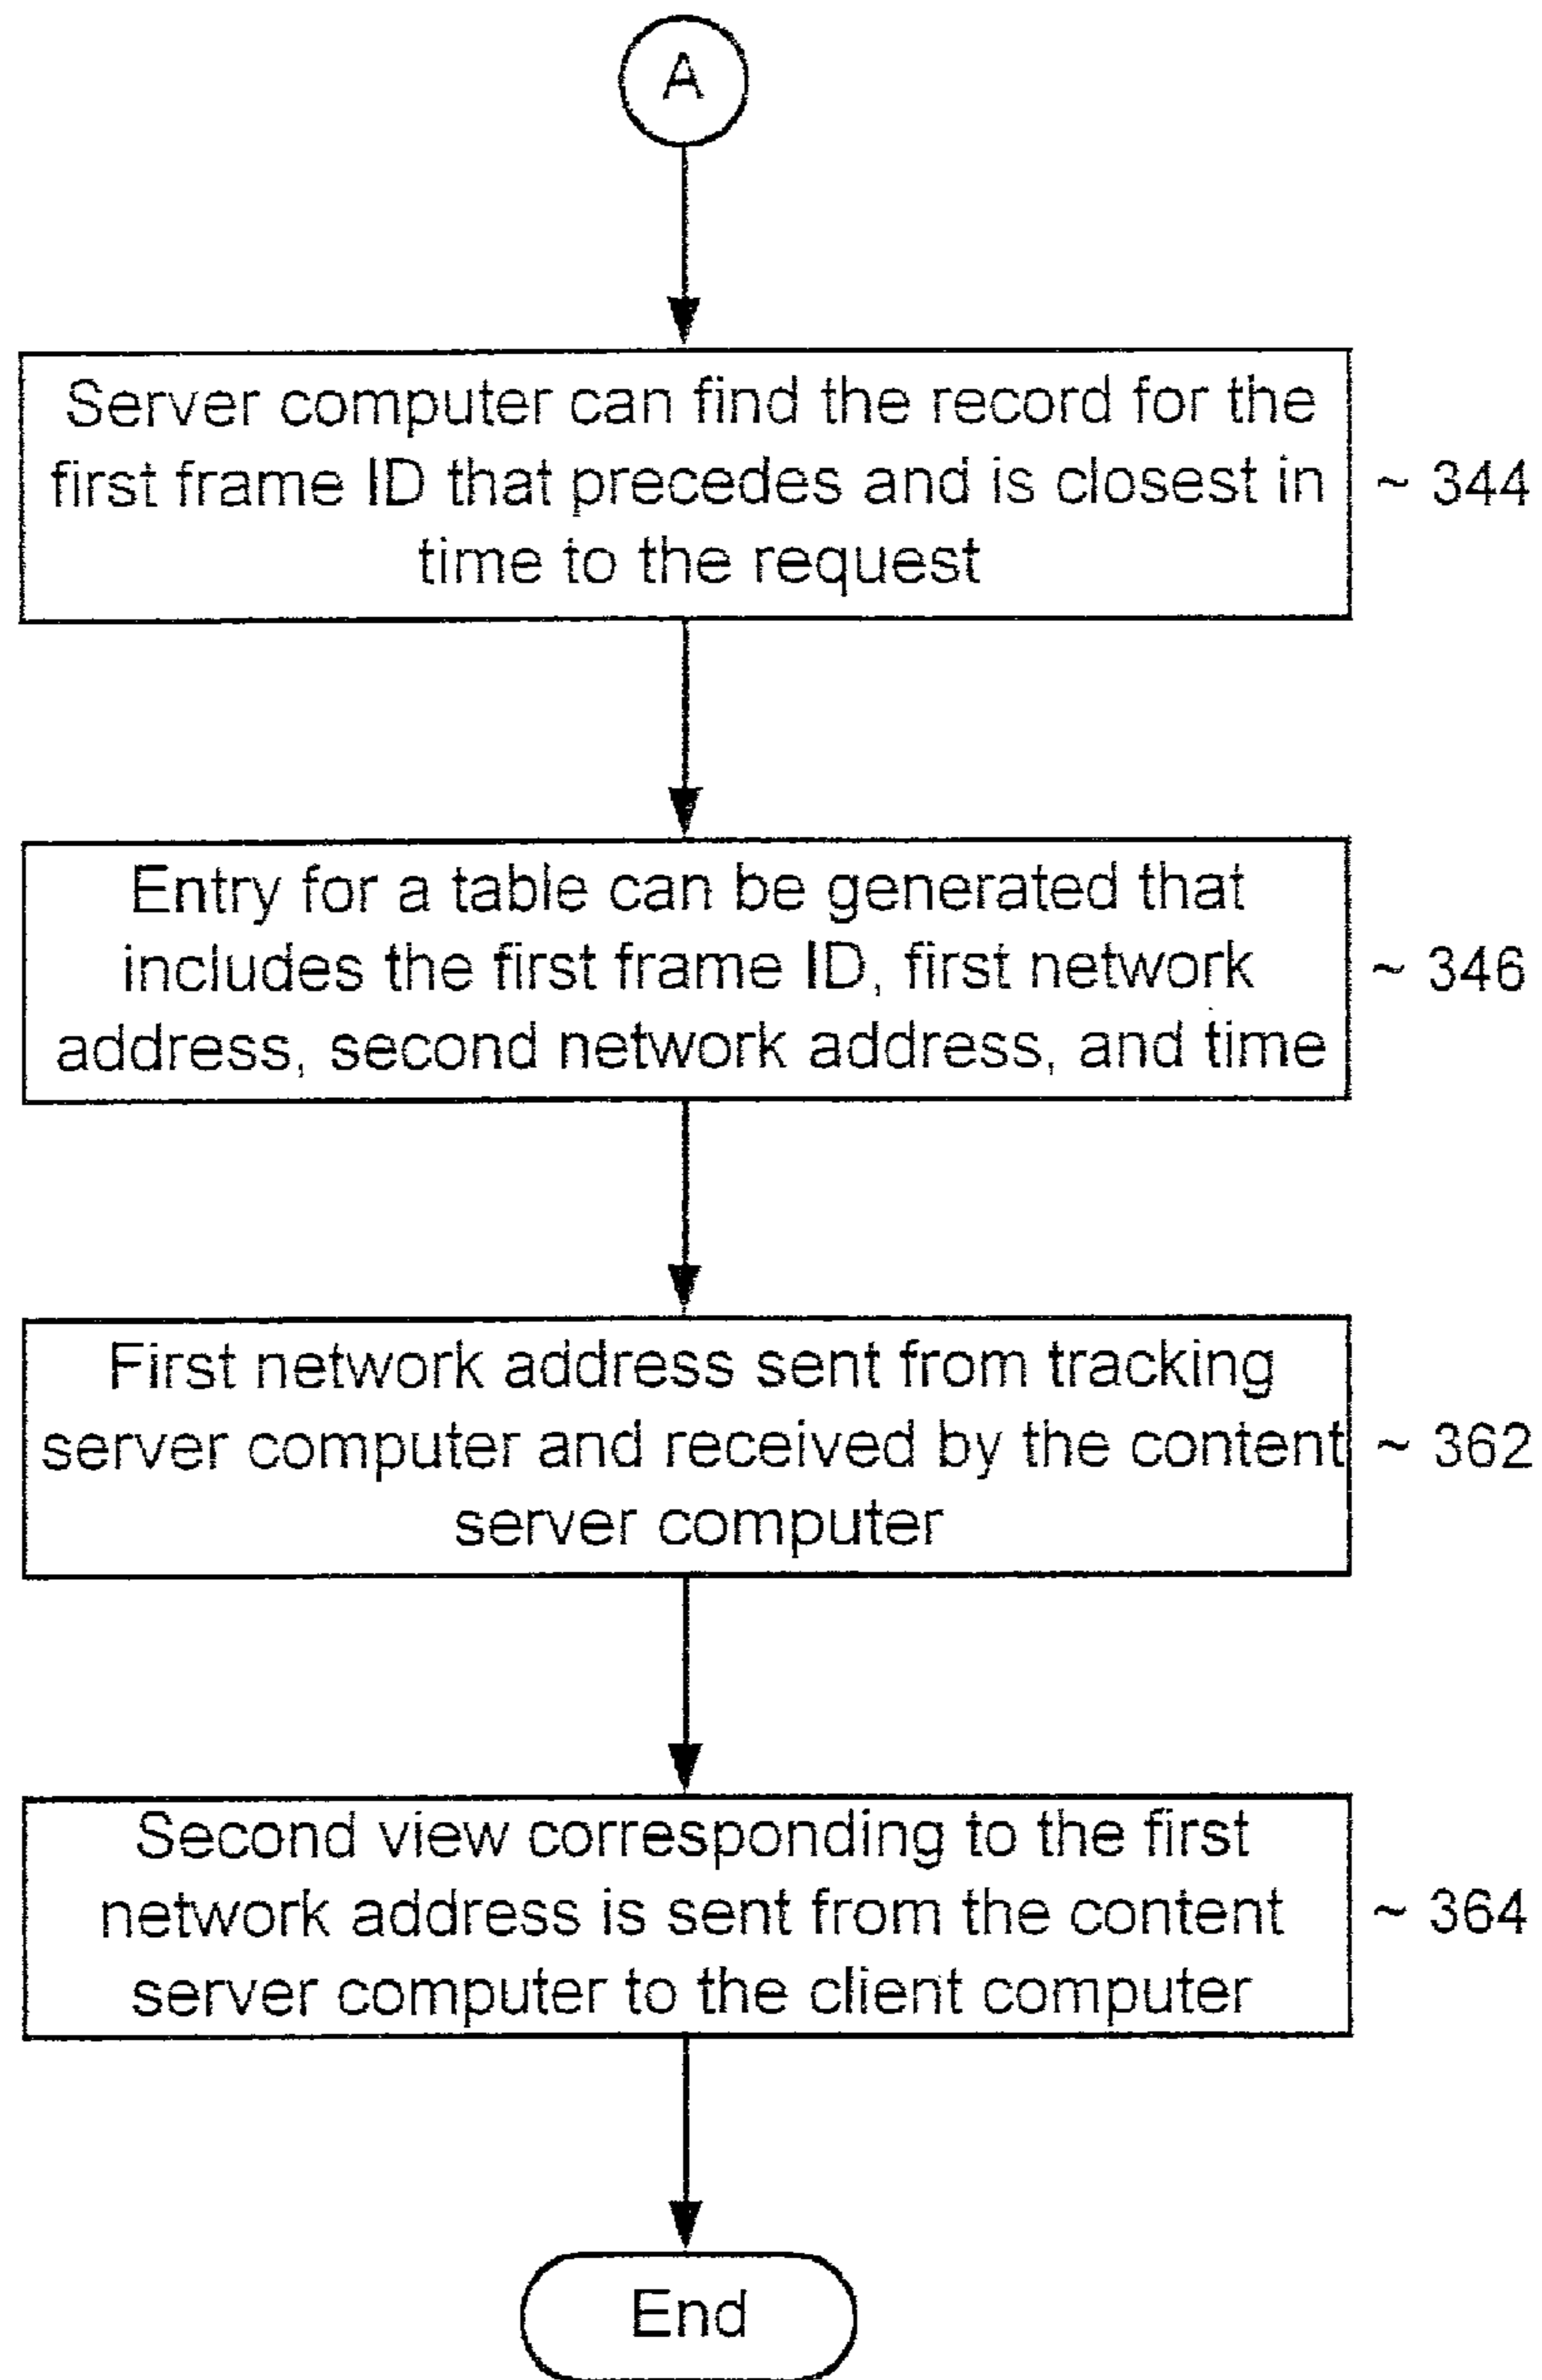 A
Server computer can find the record for the
first frame ID that precedes and is closest in
time to the request
~ 344
Entry for a table can be generated that
includes the first frame ID, first network
address, second network address, and time
~ 346
First network address sent from tracking
server computer and received by the content
server computer
~ 362
Second view corresponding to the first
network address is sent from the content
server computer to the client computer
~ 364
End